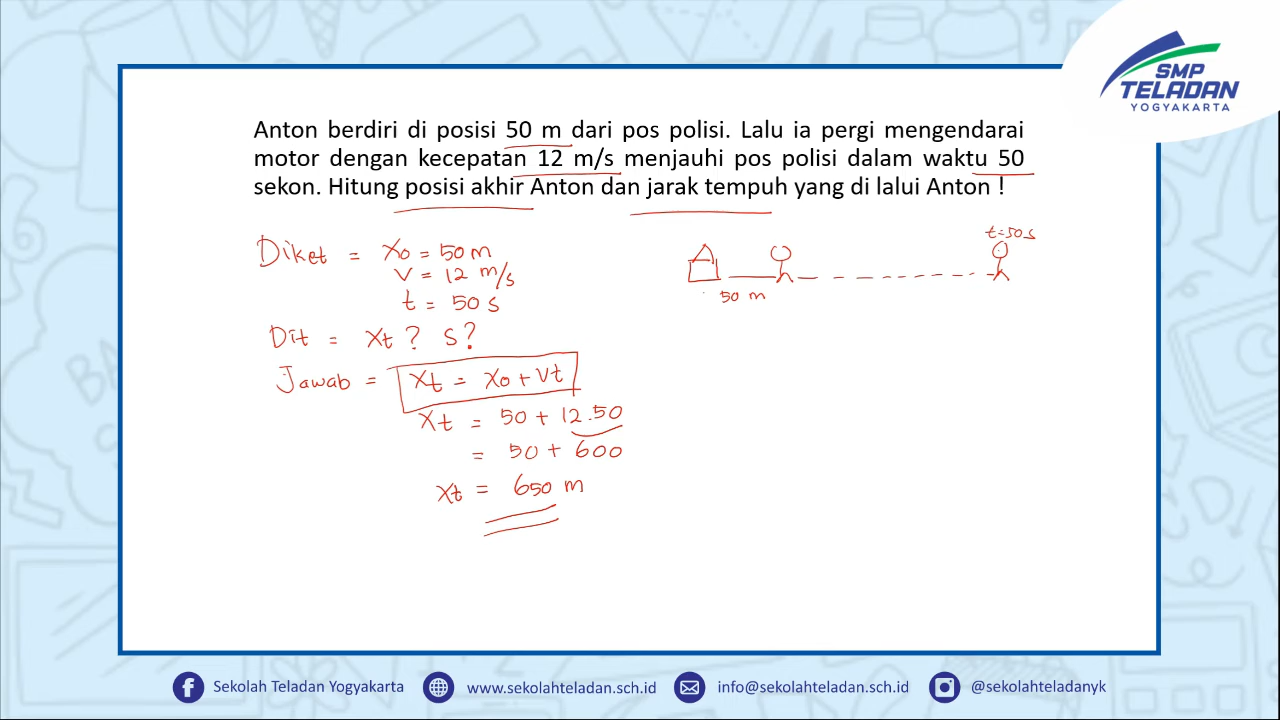 SMP
TELADAN
YOGYAKARTA
Anton berdiri di posisi 50 m dari pos polisi. Lalu ia pergi mengendarai
motor dengan kecepatan 12 m/s menjauhi pos polisi dalam waktu 50
sekon. Hitung posisi akhir Anton dan jarak tempuh yang di lalui Anton !
Diket = X₀ = 50 m
V = 12 m/s
t = 50 s
Dit = Xt ? S ?
Jawab = Xt = X₀ + Vt
Xt = 50 + 12.50
= 50 + 600
Xt = 650 m
t=50s
50 m
Sekolah Teladan Yogyakarta
www.sekolahteladan.sch.id
info@sekolahteladan.sch.id
@sekolahteladanyk